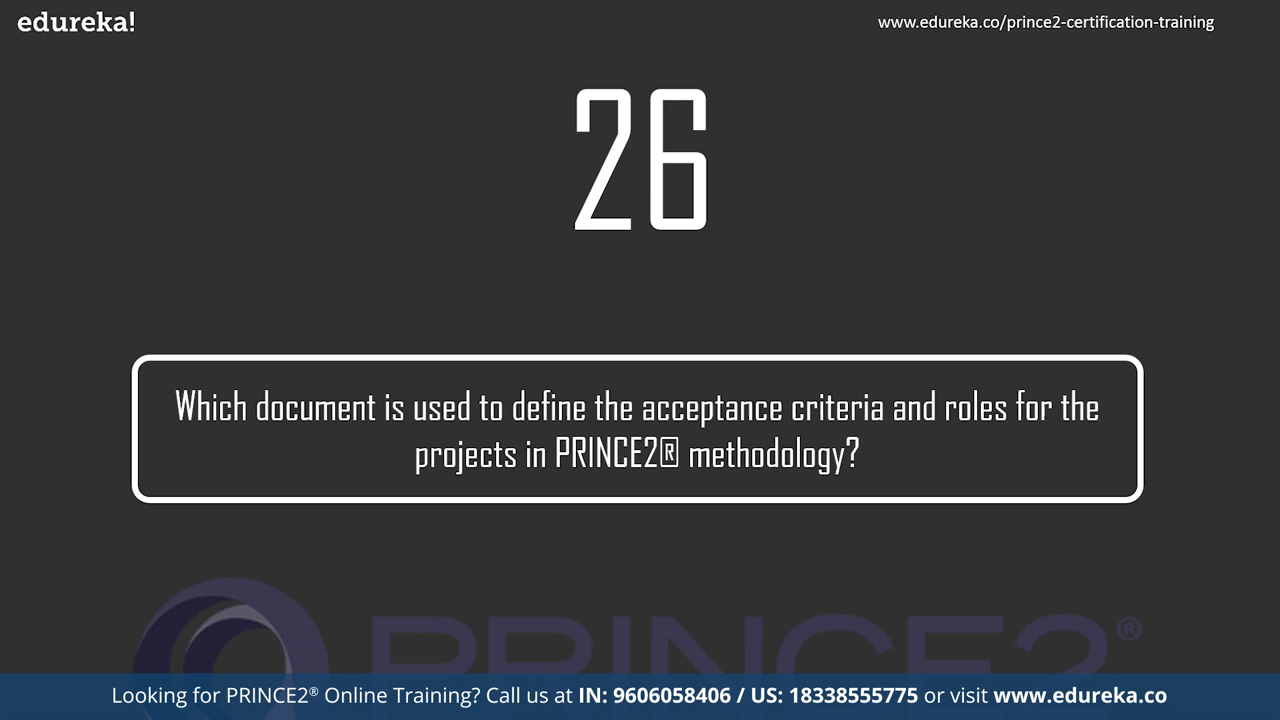 edureka!
www.edureka.co/prince2-certification-training
26
Which document is used to define the acceptance criteria and roles for the
projects in PRINCE2® methodology?
PRINCE2®
Looking for PRINCE2® Online Training? Call us at IN: 9606058406 / US: 18338555775 or visit www.edureka.co